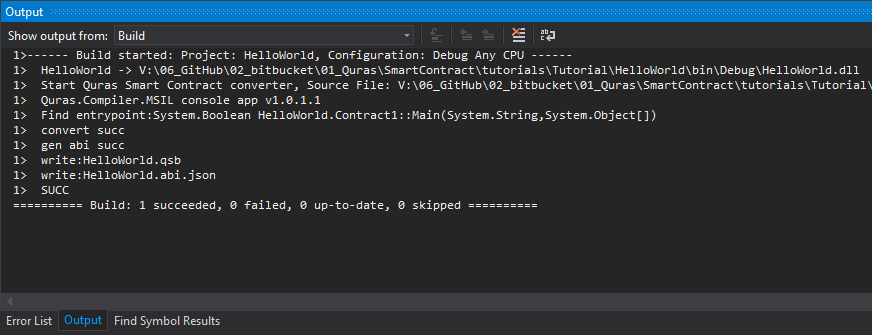 Output
Show output from: Build
1>------ Build started: Project: HelloWorld, Configuration: Debug Any CPU ------
1>  HelloWorld -> V:\06_GitHub\02_bitbucket\01_Quras\SmartContract\tutorials\Tutorial\HelloWorld\bin\Debug\HelloWorld.dll
1>  Start Quras Smart Contract converter, Source File: V:\06_GitHub\02_bitbucket\01_Quras\SmartContract\tutorials\Tutorial\
1>  Quras.Compiler.MSIL console app v1.0.1.1
1>  Find entrypoint:System.Boolean HelloWorld.Contract1::Main(System.String,System.Object[])
1>  convert succ
1>  gen abi succ
1>  write:HelloWorld.qsb
1>  write:HelloWorld.abi.json
1>  SUCC
========== Build: 1 succeeded, 0 failed, 0 up-to-date, 0 skipped ==========
Error List Output Find Symbol Results